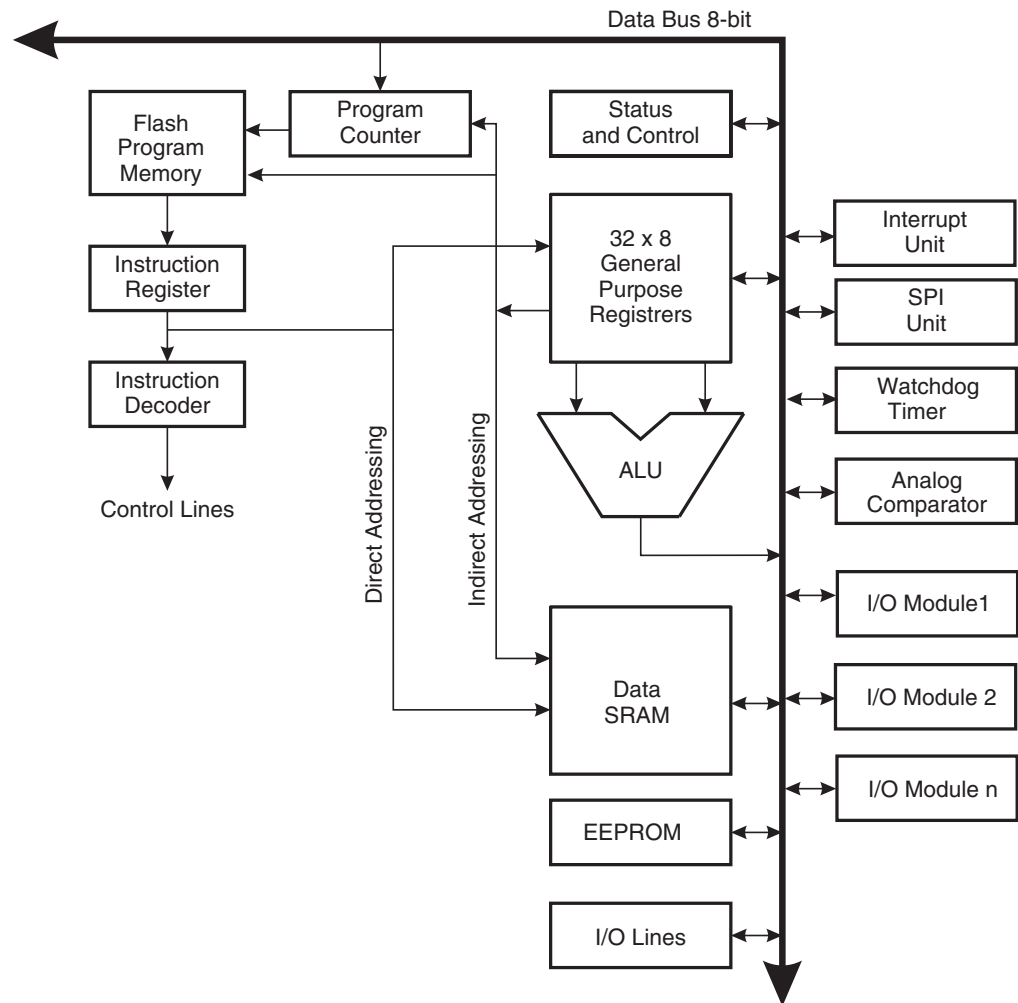 Data Bus 8-bit
Flash
Program
Memory
Program
Counter
Status
and Control
Interrupt
Unit
32 x 8
General
Purpose
Registrers
Instruction
Register
SPI
Unit
Instruction
Decoder
Watchdog
Timer
ALU
Analog
Comparator
Control Lines
Direct Addressing
Indirect Addressing
I/O Module1
Data
SRAM
I/O Module 2
I/O Module n
EEPROM
I/O Lines